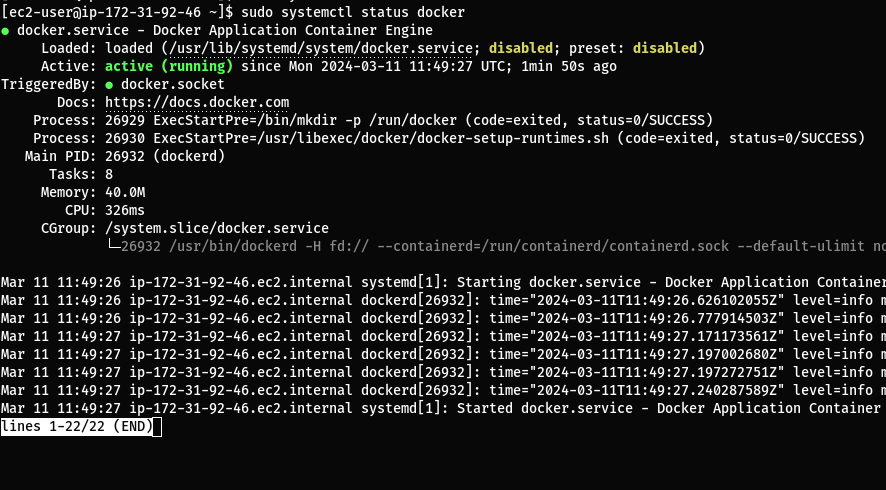 [ec2-user@ip-172-31-92-46 ~]$ sudo systemctl status docker
● docker.service - Docker Application Container Engine
     Loaded: loaded (/usr/lib/systemd/system/docker.service; disabled; preset: disabled)
     Active: active (running) since Mon 2024-03-11 11:49:27 UTC; 1min 50s ago
TriggeredBy: ● docker.socket
       Docs: https://docs.docker.com
    Process: 26929 ExecStartPre=/bin/mkdir -p /run/docker (code=exited, status=0/SUCCESS)
    Process: 26930 ExecStartPre=/usr/libexec/docker/docker-setup-runtimes.sh (code=exited, status=0/SUCCESS)
   Main PID: 26932 (dockerd)
      Tasks: 8
     Memory: 40.0M
        CPU: 326ms
     CGroup: /system.slice/docker.service
             └─26932 /usr/bin/dockerd -H fd:// --containerd=/run/containerd/containerd.sock --default-ulimit no

Mar 11 11:49:26 ip-172-31-92-46.ec2.internal systemd[1]: Starting docker.service - Docker Application Container
Mar 11 11:49:26 ip-172-31-92-46.ec2.internal dockerd[26932]: time="2024-03-11T11:49:26.626102055Z" level=info m
Mar 11 11:49:26 ip-172-31-92-46.ec2.internal dockerd[26932]: time="2024-03-11T11:49:26.777914503Z" level=info m
Mar 11 11:49:27 ip-172-31-92-46.ec2.internal dockerd[26932]: time="2024-03-11T11:49:27.171173561Z" level=info m
Mar 11 11:49:27 ip-172-31-92-46.ec2.internal dockerd[26932]: time="2024-03-11T11:49:27.197002680Z" level=info m
Mar 11 11:49:27 ip-172-31-92-46.ec2.internal dockerd[26932]: time="2024-03-11T11:49:27.197272751Z" level=info m
Mar 11 11:49:27 ip-172-31-92-46.ec2.internal dockerd[26932]: time="2024-03-11T11:49:27.240287589Z" level=info m
Mar 11 11:49:27 ip-172-31-92-46.ec2.internal systemd[1]: Started docker.service - Docker Application Container
lines 1-22/22 (END)